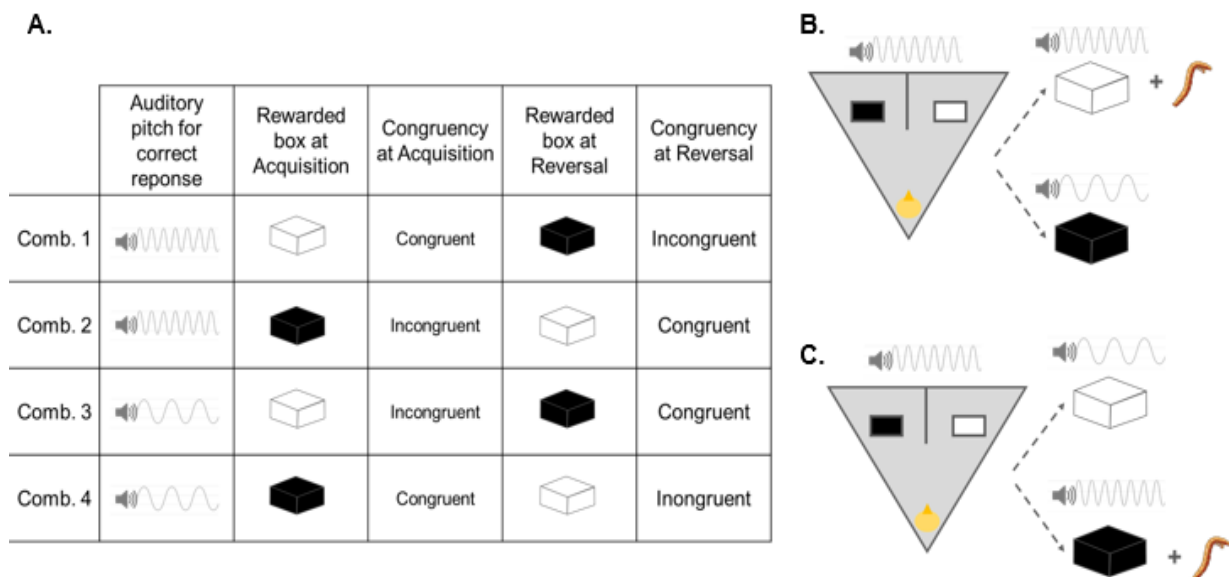 A.
Auditory
pitch for
correct
reponse
Rewarded
box at
Acquisition
Congruency
at Acquisition
Rewarded
box at
Reversal
Congruency
at Reversal
Comb. 1
Congruent
Incongruent
Comb. 2
Incongruent
Congruent
Comb. 3
Incongruent
Congruent
Comb. 4
Congruent
Inongruent
B.
+
C.
+